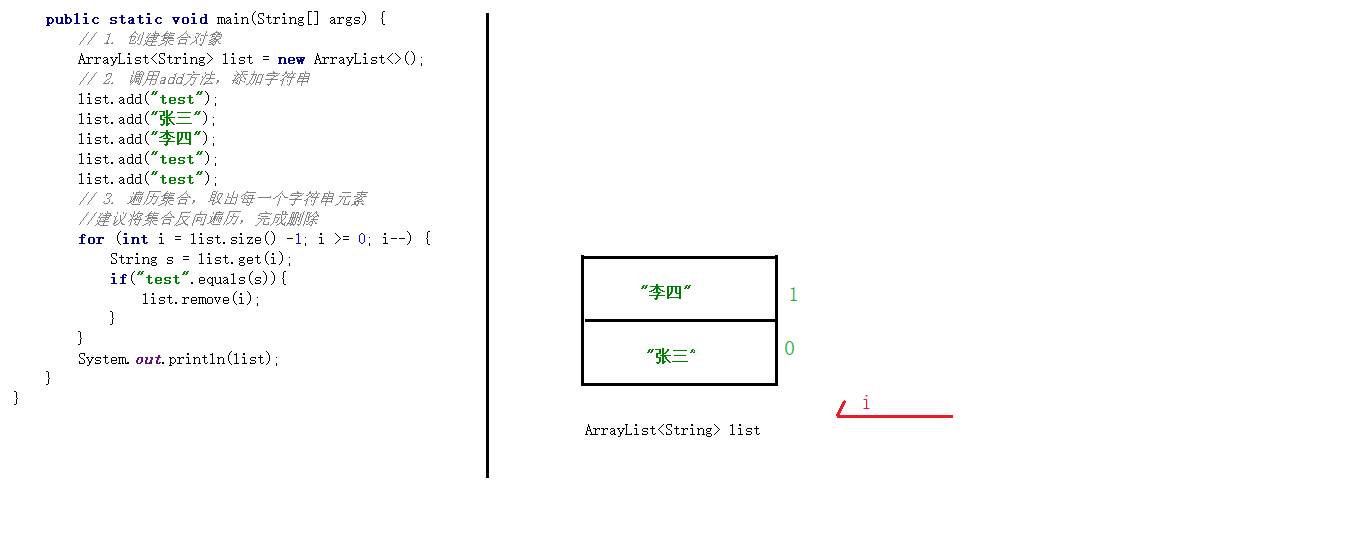 public static void main(String[] args) {
// 1. 创建集合对象
ArrayList<String> list = new ArrayList<>();
// 2. 调用add方法，添加字符串
list.add("test");
list.add("张三");
list.add("李四");
list.add("test");
list.add("test");
// 3. 遍历集合，取出每一个字符串元素
//建议将集合反向遍历，完成删除
for (int i = list.size() -1; i >= 0; i--) {
String s = list.get(i);
if("test".equals(s)){
list.remove(i);
}
}
System.out.println(list);
}
}
"李四" 1
"张三" 0
i
ArrayList<String> list